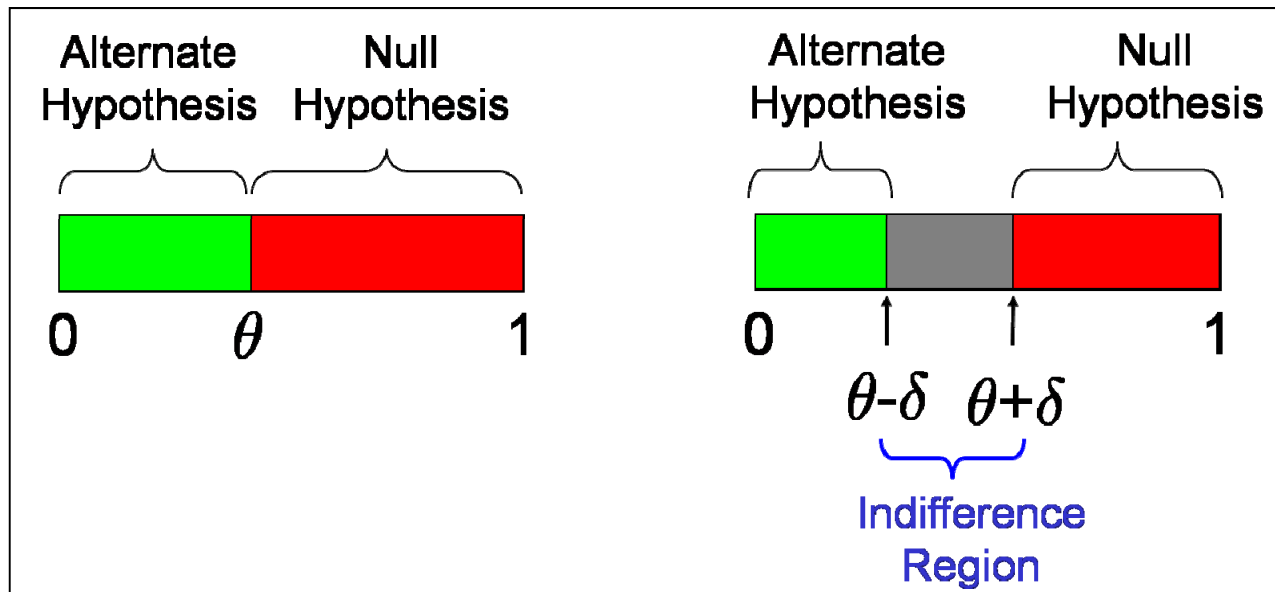 Alternate
Hypothesis
Null
Hypothesis
0
θ
1
Alternate
Hypothesis
Null
Hypothesis
0
1
θ-δ
θ+δ
Indifference
Region